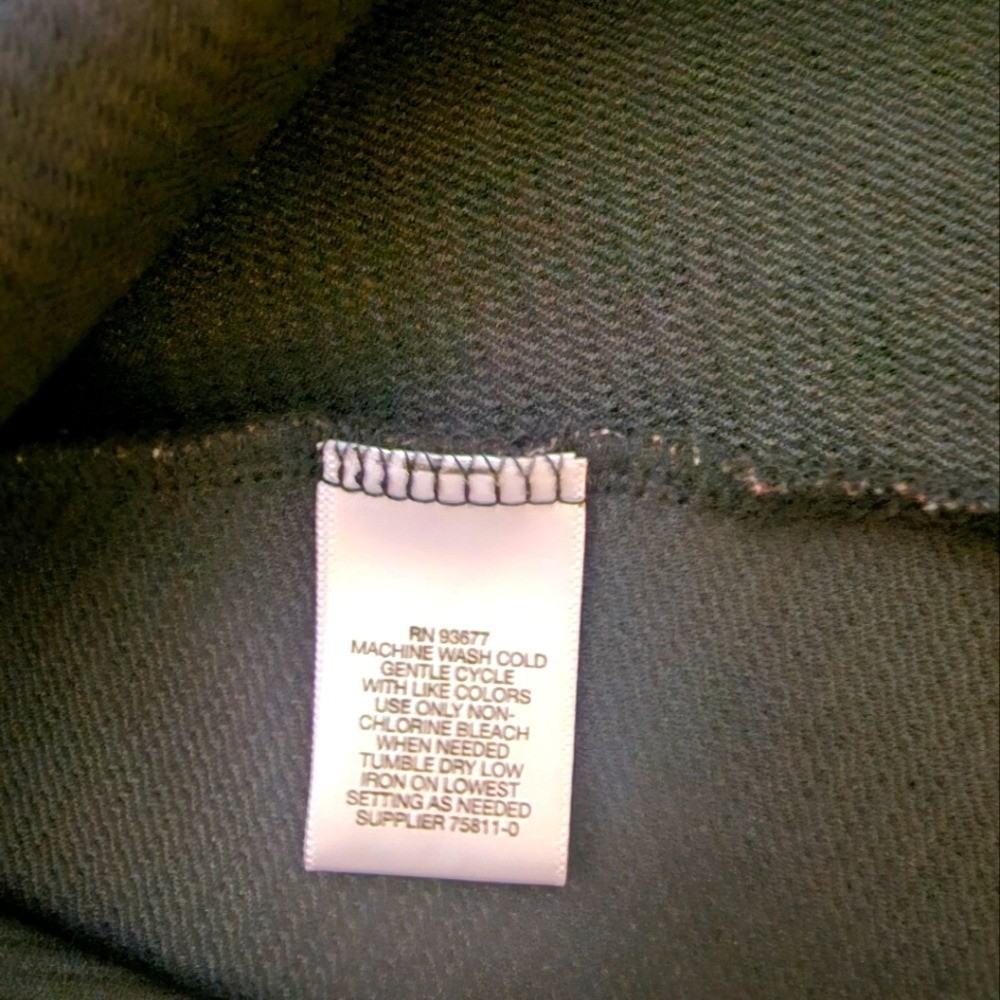 RN 93677
MACHINE WASH COLD
GENTLE CYCLE
WITH LIKE COLORS
USE ONLY NON-
CHLORINE BLEACH
WHEN NEEDED
TUMBLE DRY LOW
IRON ON LOWEST
SETTING AS NEEDED
SUPPLIER 75811-0